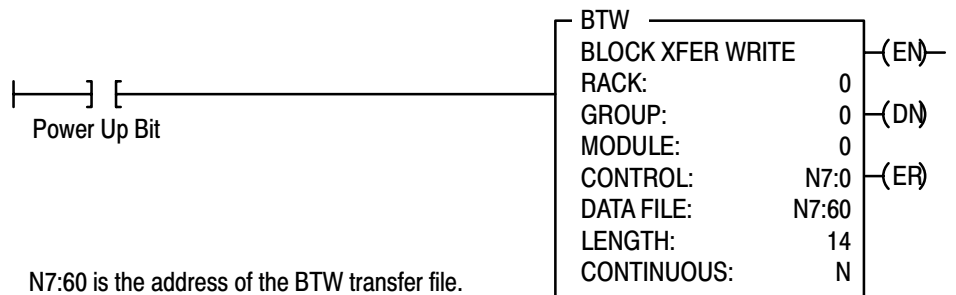 BTW
BLOCK XFER WRITE (EN)
RACK: 0
GROUP: 0 (DN)
MODULE: 0
CONTROL: N7:0 (ER)
DATA FILE: N7:60
LENGTH: 14
CONTINUOUS: N
Power Up Bit
N7:60 is the address of the BTW transfer file.